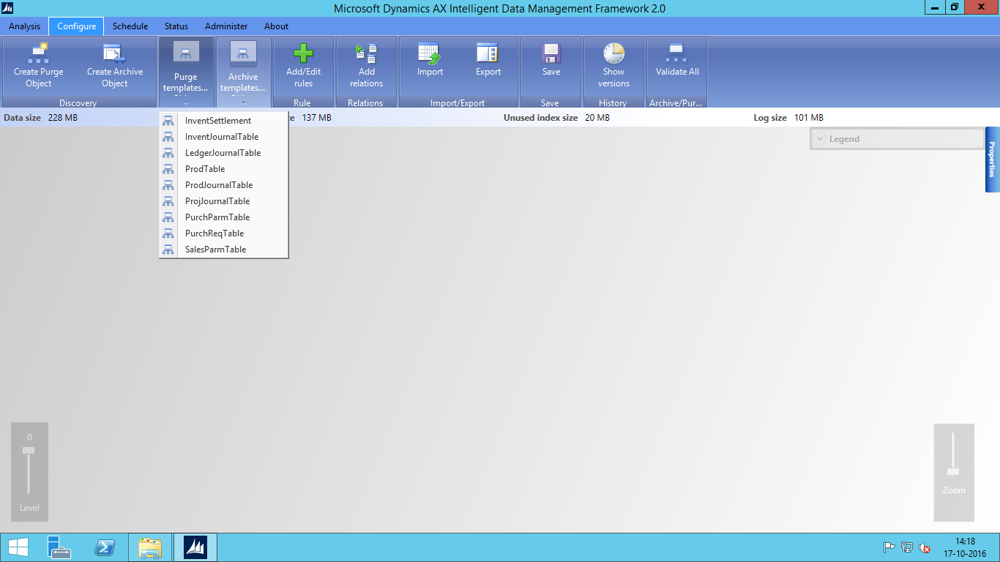 Microsoft Dynamics AX Intelligent Data Management Framework 2.0
Analysis Configure Schedule Status Administer About
Create Purge Object
Create Archive Object
Discovery
Purge templates...
Archive templates...
Add/Edit rules
Rule
Add relations
Relations
Import
Export
Import/Export
Save
Save
Show versions
History
Validate All
Archive/Pur...
Data size 228 MB 137 MB Unused index size 20 MB Log size 101 MB
InventSettlement
InventJournalTable
LedgerJournalTable
ProdTable
ProdJournalTable
ProjJournalTable
PurchParmTable
PurchReqTable
SalesParmTable
Legend
Properties
0
Level
Zoom
14:18
17-10-2016